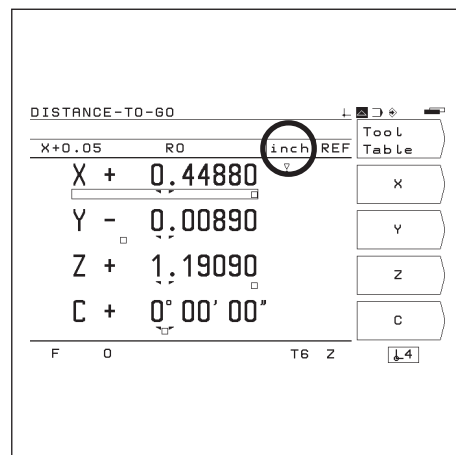 DISTANCE-TO-GO
Tool
Table
X+0.05 R0 inch REF
X + 0.44880
X
Y - 0.00890
Y
Z + 1.19090
Z
C + 0° 00' 00"
C
F 0 T6 Z 4